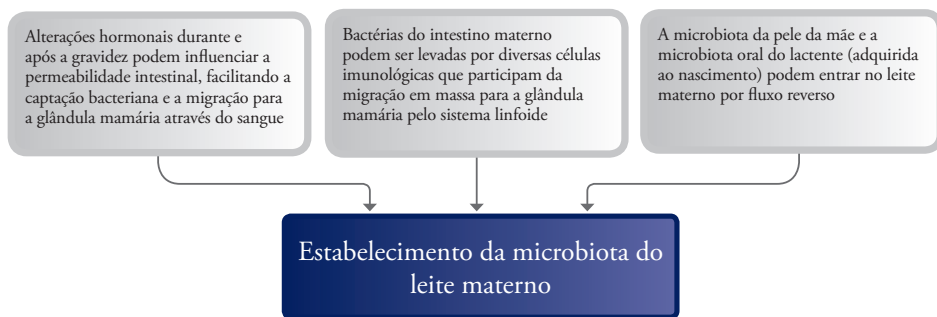 Alterações hormonais durante e
após a gravidez podem influenciar a
permeabilidade intestinal, facilitando a
captação bacteriana e a migração para
a glândula mamária através do sangue
Bactérias do intestino materno
podem ser levadas por diversas células
imunológicas que participam da
migração em massa para a glândula
mamária pelo sistema linfoide
A microbiota da pele da mãe e a
microbiota oral do lactente (adquirida
ao nascimento) podem entrar no leite
materno por fluxo reverso
Estabelecimento da microbiota do
leite materno